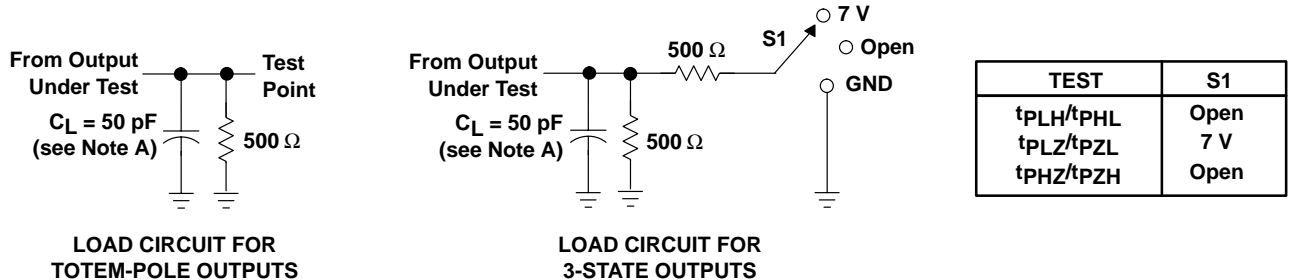 From Output
Under Test
Test
Point
CL = 50 pF
(see Note A)
500 Ω
LOAD CIRCUIT FOR
TOTEM-POLE OUTPUTS
From Output
Under Test
500 Ω
S1
7 V
Open
GND
CL = 50 pF
(see Note A)
500 Ω
LOAD CIRCUIT FOR
3-STATE OUTPUTS
TEST S1
tPLH/tPHL Open
tPLZ/tPZL 7 V
tPHZ/tPZH Open